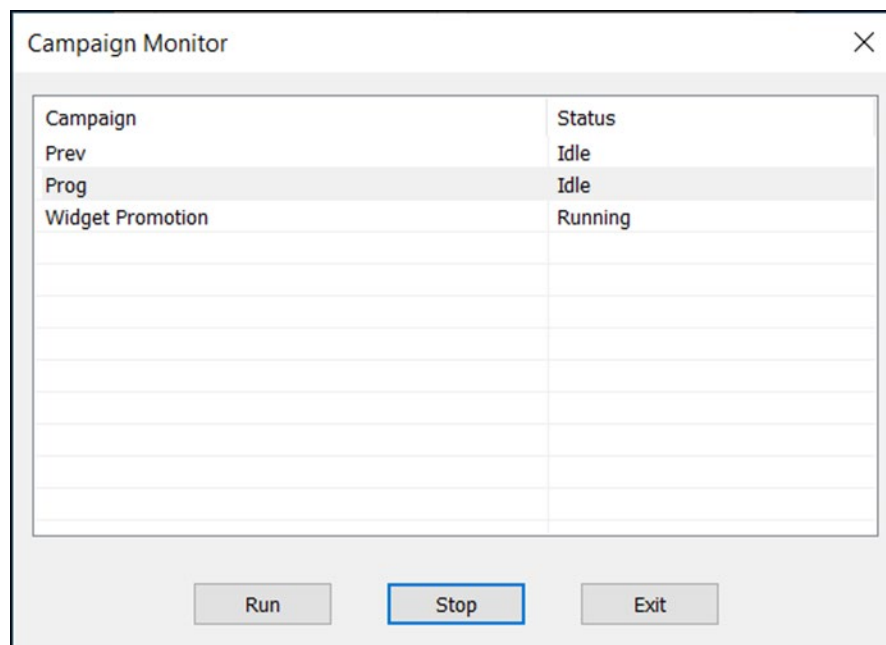 Campaign Monitor
Campaign Status
Prev Idle
Prog Idle
Widget Promotion Running
Run Stop Exit